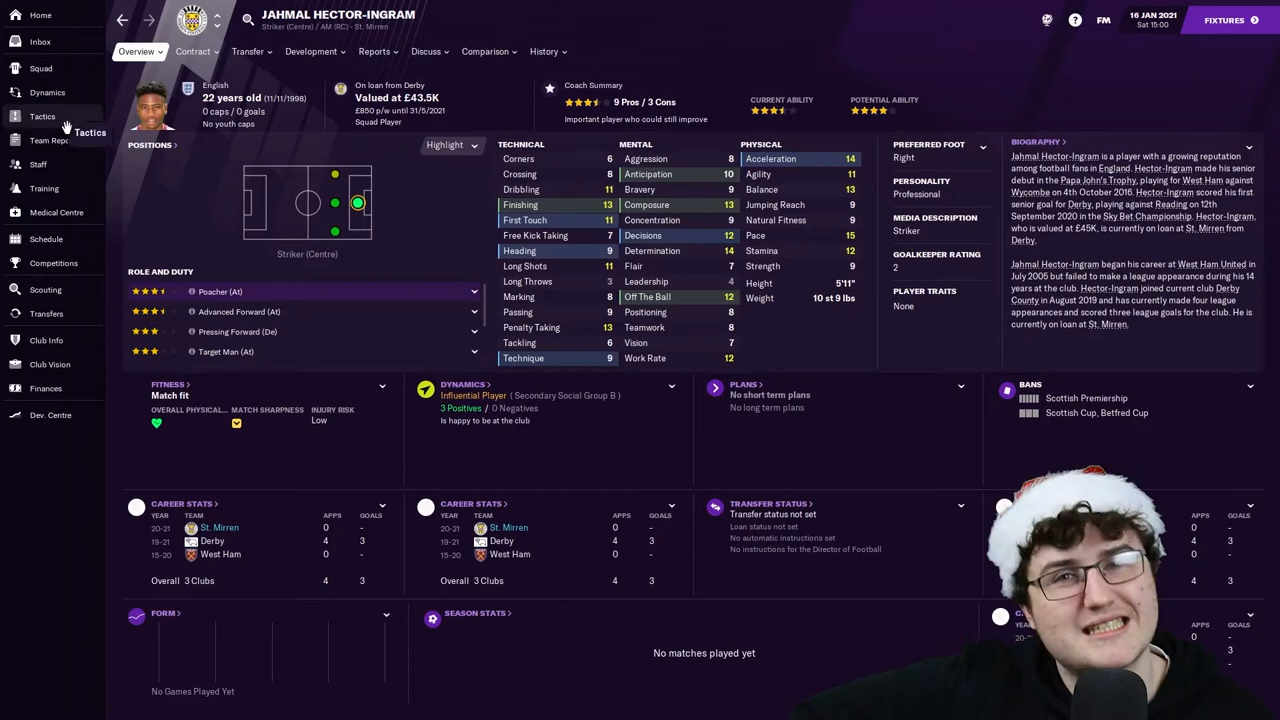 Home
Inbox
Squad
Dynamics
Tactics
Tactics
Team Repo
Staff
Training
Medical Centre
Schedule
Competitions
Scouting
Transfers
Club Info
Club Vision
Finances
Dev. Centre
JAHMAL HECTOR-INGRAM
Striker (Centre) / AM (RC) - St. Mirren
FM
16 JAN 2021
Sat 15:00
FIXTURES
Overview
Contract
Transfer
Development
Reports
Discuss
Comparison
History
English
22 years old (11/11/1998)
0 caps / 0 goals
No youth caps
On loan from Derby
Valued at £43.5K
£850 p/w until 31/5/2021
Squad Player
Coach Summary
9 Pros / 3 Cons
Important player who could still improve
CURRENT ABILITY
POTENTIAL ABILITY
POSITIONS
Highlight
Striker (Centre)
ROLE AND DUTY
Poacher (At)
Advanced Forward (At)
Pressing Forward (De)
Target Man (At)
TECHNICAL
Corners 6
Crossing 8
Dribbling 11
Finishing 13
First Touch 11
Free Kick Taking 7
Heading 9
Long Shots 11
Long Throws 3
Marking 8
Passing 9
Penalty Taking 13
Tackling 6
Technique 9
MENTAL
Aggression 8
Anticipation 10
Bravery 9
Composure 13
Concentration 9
Decisions 12
Determination 14
Flair 7
Leadership 4
Off The Ball 12
Positioning 8
Teamwork 8
Vision 7
Work Rate 12
PHYSICAL
Acceleration 14
Agility 11
Balance 13
Jumping Reach 9
Natural Fitness 9
Pace 15
Stamina 12
Strength 9
Height 5'11"
Weight 10 st 9 lbs
PREFERRED FOOT
Right
PERSONALITY
Professional
MEDIA DESCRIPTION
Striker
GOALKEEPER RATING
2
PLAYER TRAITS
None
BIOGRAPHY
Jahmal Hector-Ingram is a player with a growing reputation
among football fans in England. Hector-Ingram made his senior
debut in the Papa John's Trophy, playing for West Ham against
Wycombe on 4th October 2016. Hector-Ingram scored his first
senior goal for Derby, playing against Reading on 12th
September 2020 in the Sky Bet Championship. Hector-Ingram,
who is valued at £45K, is currently on loan at St. Mirren from
Derby.
Jahmal Hector-Ingram began his career at West Ham United in
July 2005 but failed to make a league appearance during his 14
years at the club. Hector-Ingram joined current club Derby
County in August 2019 and has currently made four league
appearances and scored three league goals for the club. He is
currently on loan at St. Mirren.
FITNESS
Match fit
OVERALL PHYSICAL...
MATCH SHARPNESS
INJURY RISK
Low
DYNAMICS
Influential Player ( Secondary Social Group B )
3 Positives / 0 Negatives
Is happy to be at the club
PLANS
No short term plans
No long term plans
BANS
Scottish Premiership
Scottish Cup, Betfred Cup
CAREER STATS
YEAR TEAM APPS GOALS
20-21 St. Mirren 0 -
19-21 Derby 4 3
15-20 West Ham 0 -
Overall 3 Clubs 4 3
CAREER STATS
YEAR TEAM APPS GOALS
20-21 St. Mirren 0 -
19-21 Derby 4 3
15-20 West Ham 0 -
Overall 3 Clubs 4 3
TRANSFER STATUS
Transfer status not set
Loan status not set
No automatic instructions set
No instructions for the Director of Football
APPS GOALS
0 -
4 3
0 -
4 3
FORM
No Games Played Yet
SEASON STATS
No matches played yet
APPS GOALS
20-21 0 -
3